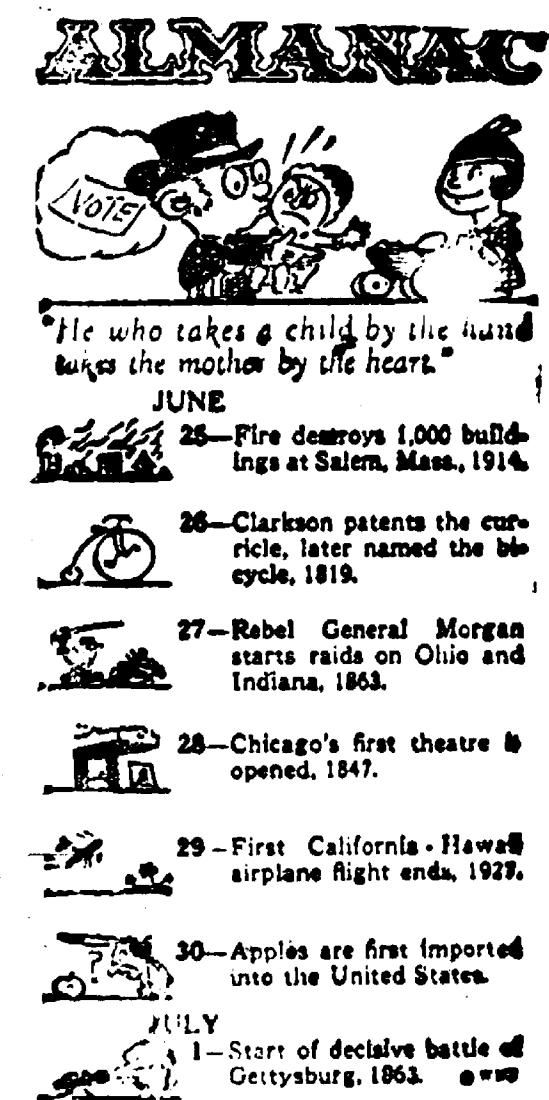 ALMANAC
VOTE
"He who takes a child by the hand
takes the mother by the heart."
JUNE
25—Fire destroys 1,000 build-
ings at Salem, Mass., 1914.
26—Clarkson patents the cur-
ricle, later named the bi-
cycle, 1819.
27—Rebel General Morgan
starts raids on Ohio and
Indiana, 1863.
28—Chicago's first theatre is
opened, 1847.
29—First California-Hawaii
airplane flight ends, 1927.
30—Apples are first imported
into the United States.
JULY
1—Start of decisive battle of
Gettysburg, 1863.